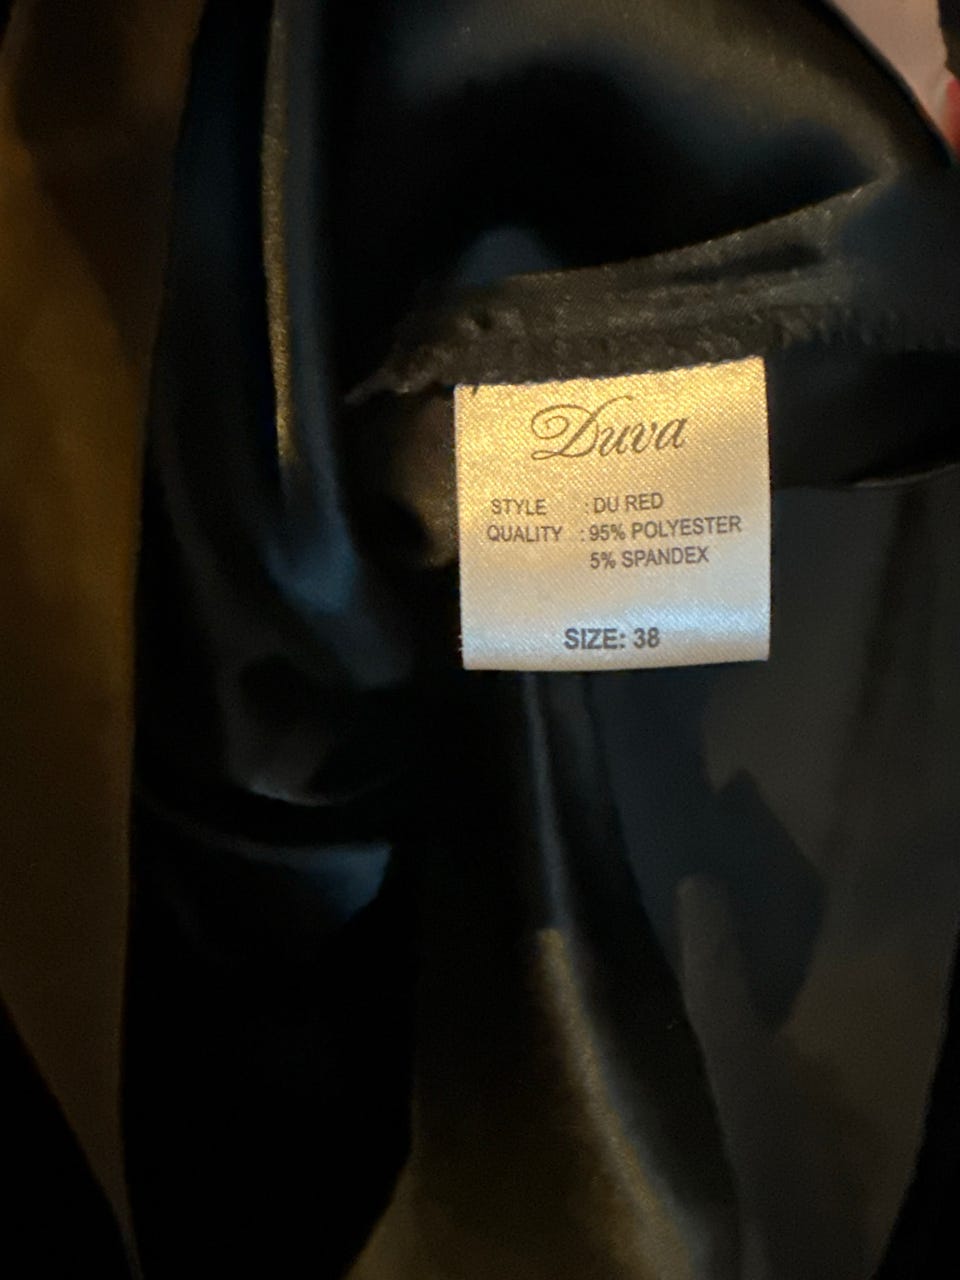 Duva
STYLE : DU RED
QUALITY : 95% POLYESTER
5% SPANDEX
SIZE: 38